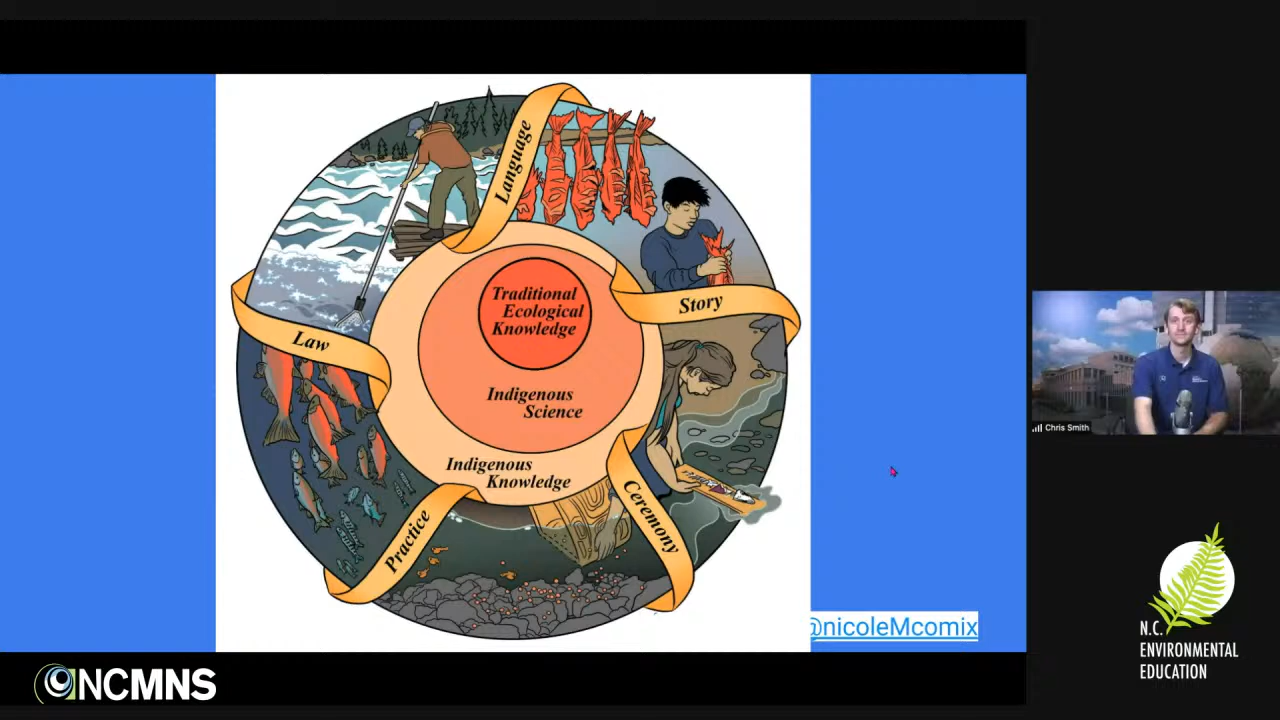 Language
Story
Law
Traditional
Ecological
Knowledge
Indigenous
Science
Indigenous
Knowledge
Practice
Ceremony
@nicoleMcomix
Chris Smith
N.C.
ENVIRONMENTAL
EDUCATION
NCMNS